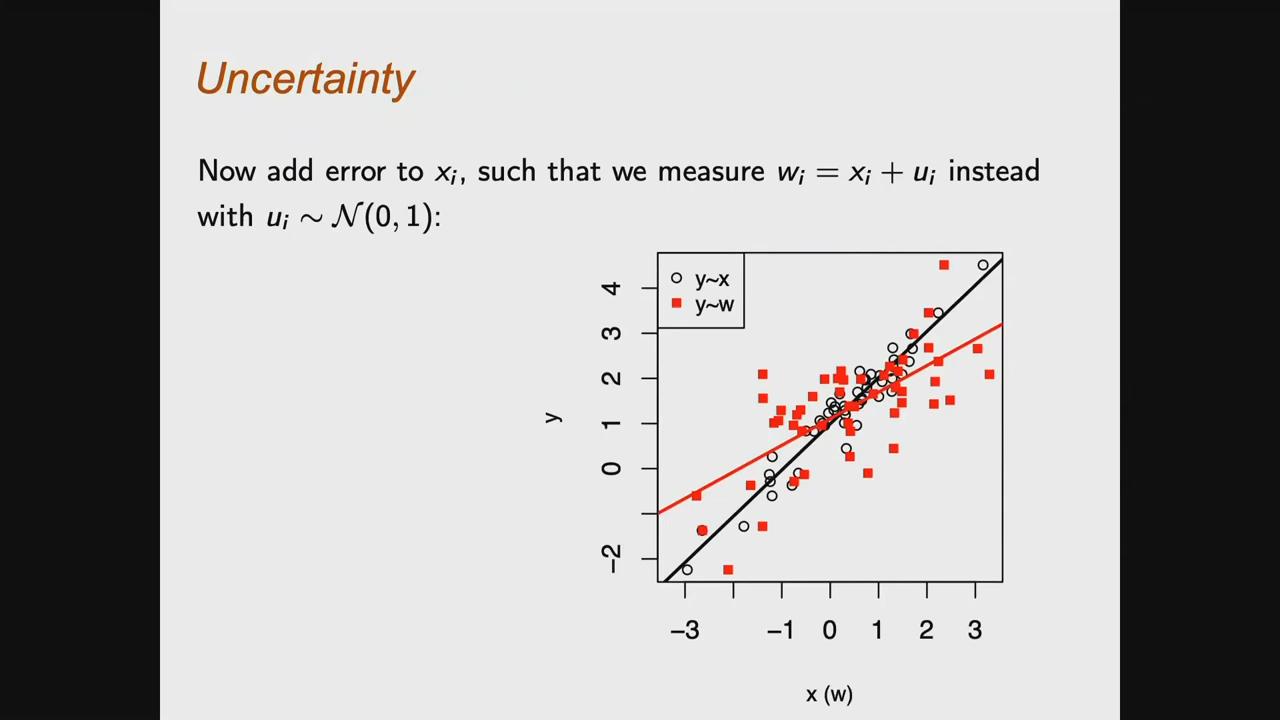 Uncertainty
Now add error to xᵢ, such that we measure wᵢ = xᵢ + uᵢ instead
with uᵢ ∼ 𝒩(0, 1):
y~x
y~w
4
3
2
1
0
−2
y
−3 −1 0 1 2 3
x (w)